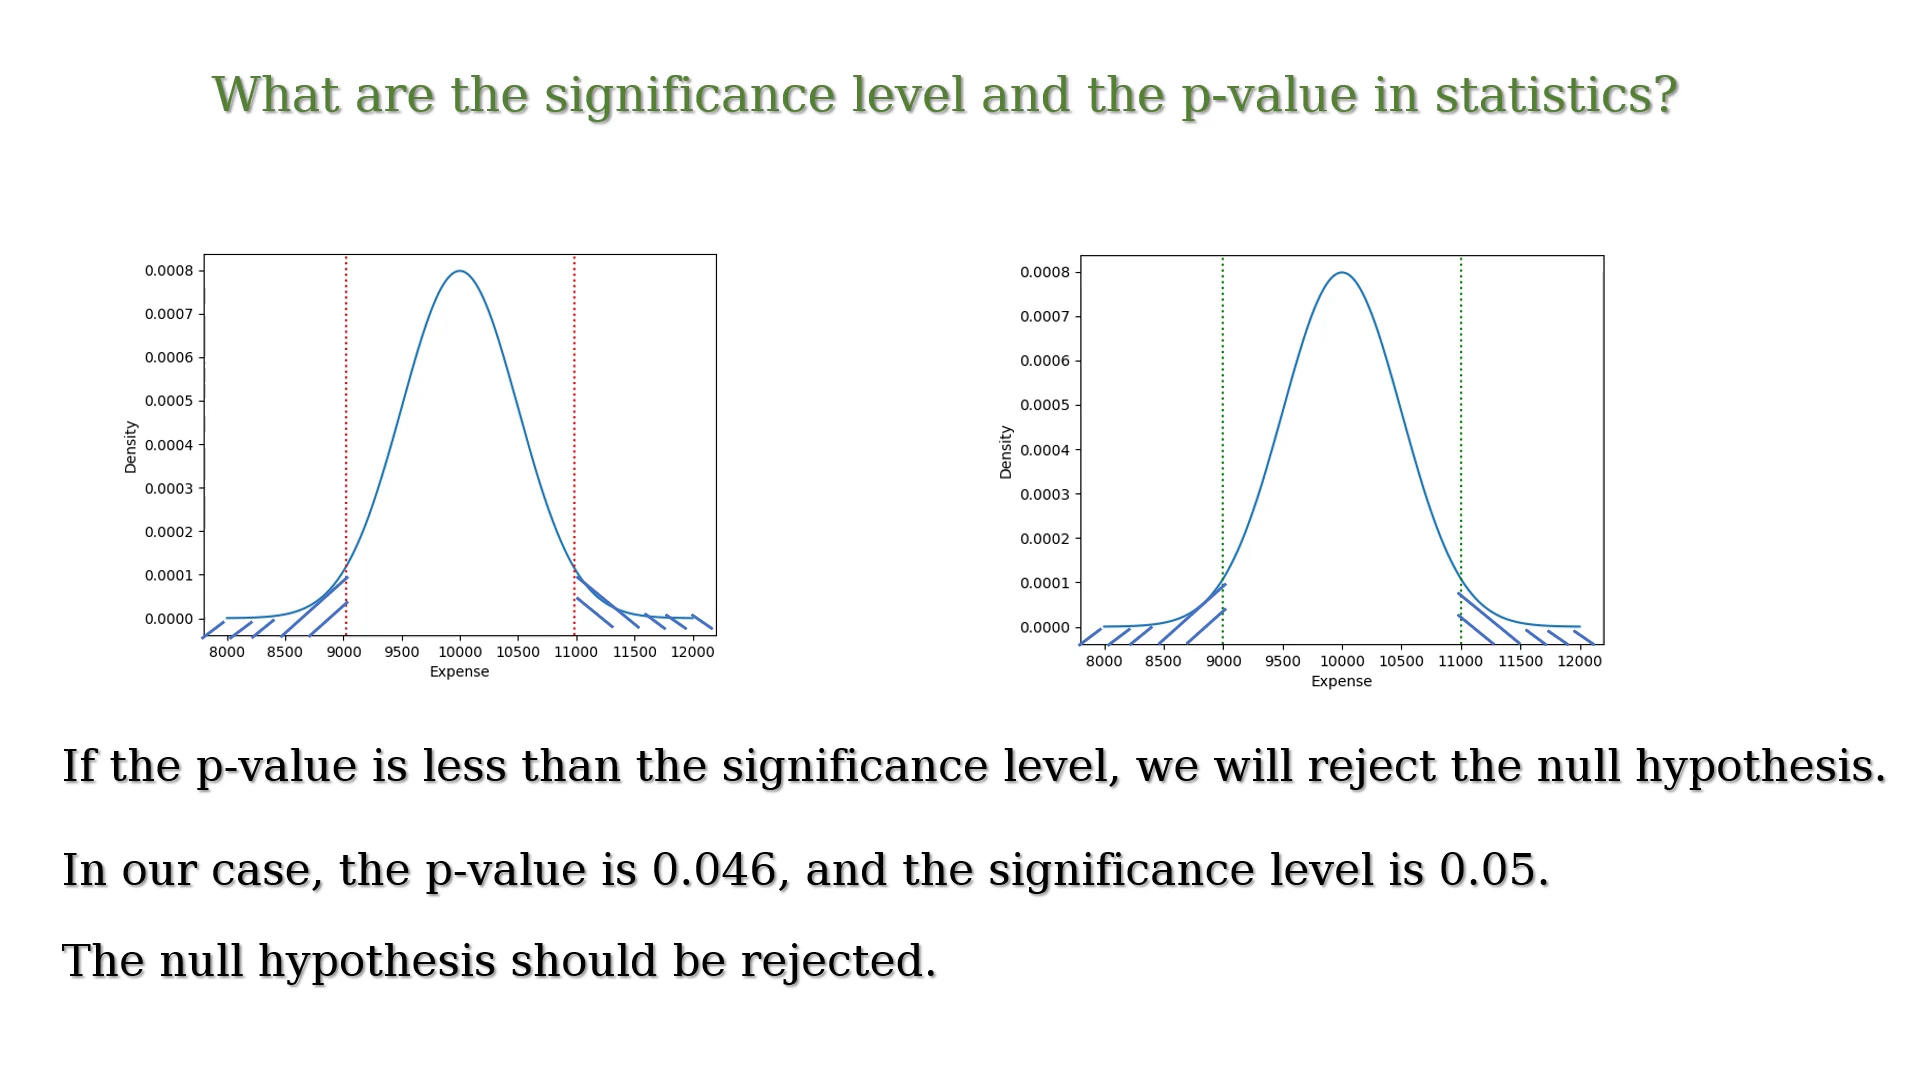 What are the significance level and the p-value in statistics?
0.0008
0.0007
0.0006
0.0005
0.0004
0.0003
0.0002
0.0001
0.0000
Density
8000 8500 9000 9500 10000 10500 11000 11500 12000
Expense
0.0008
0.0007
0.0006
0.0005
0.0004
0.0003
0.0002
0.0001
0.0000
Density
8000 8500 9000 9500 10000 10500 11000 11500 12000
Expense
If the p-value is less than the significance level, we will reject the null hypothesis.
In our case, the p-value is 0.046, and the significance level is 0.05.
The null hypothesis should be rejected.